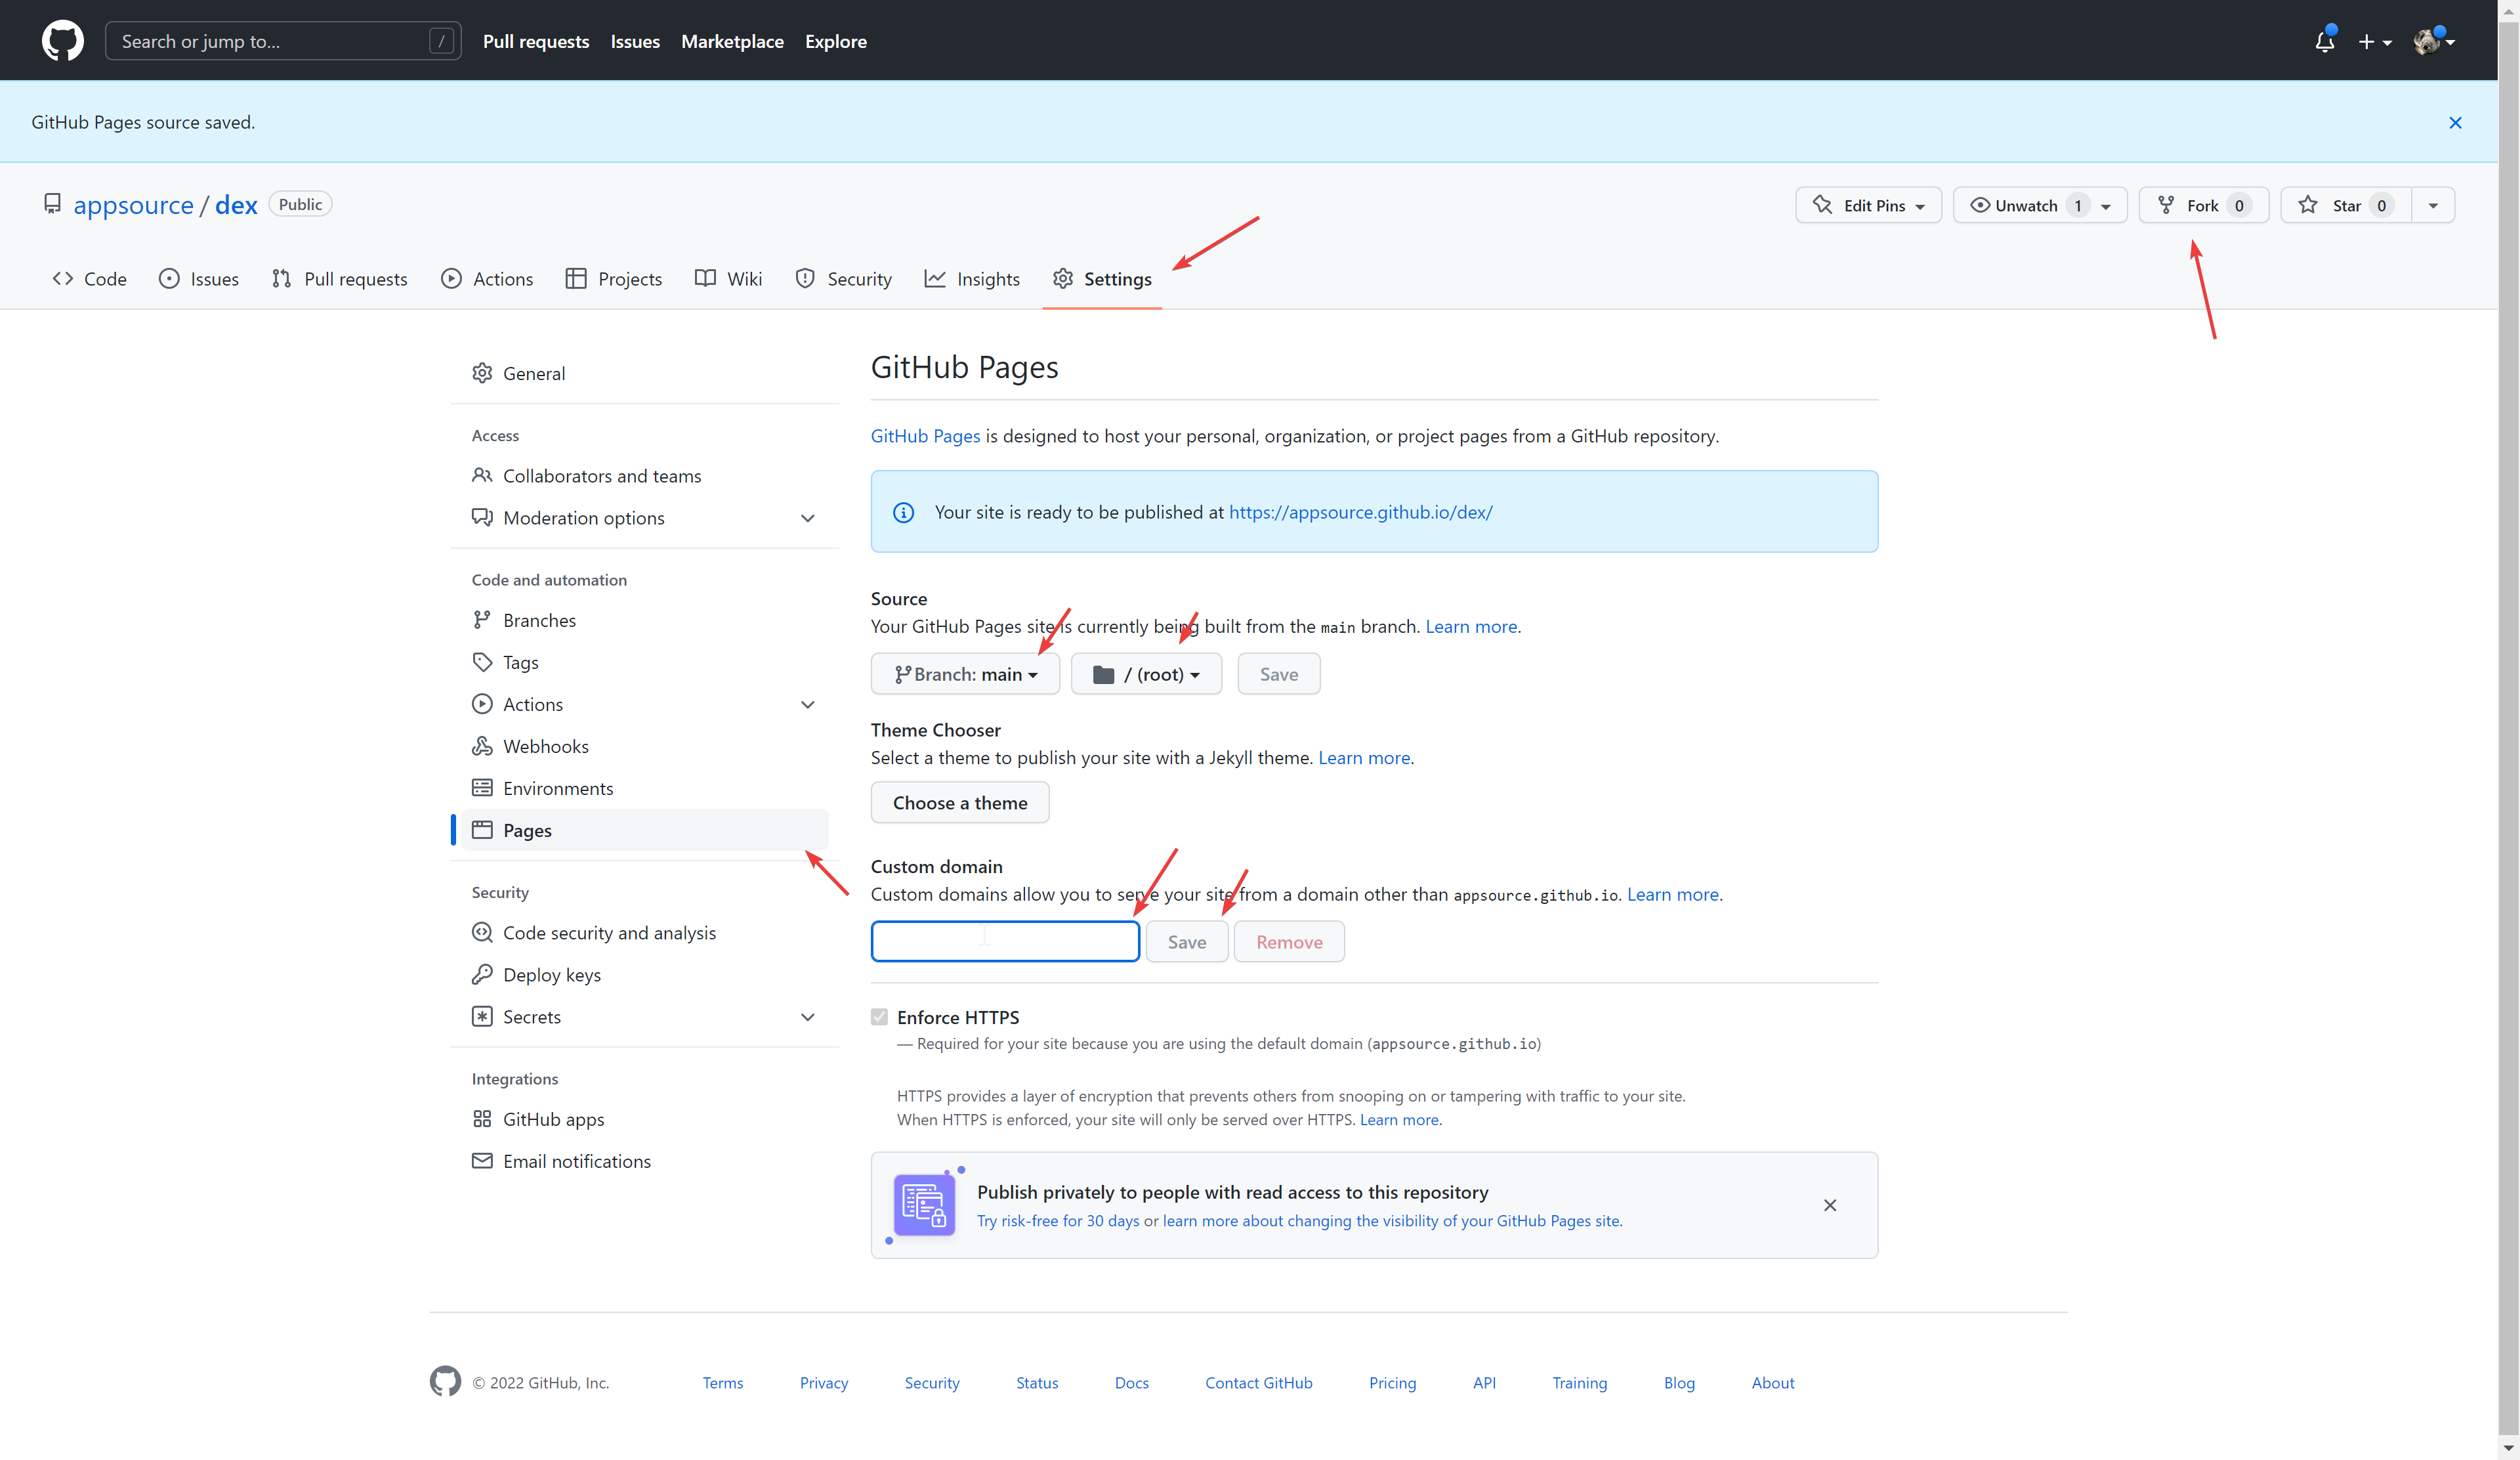 Search or jump to... /
Pull requests Issues Marketplace Explore
GitHub Pages source saved.
appsource / dex Public
Edit Pins Unwatch 1 Fork 0 Star 0
Code Issues Pull requests Actions Projects Wiki Security Insights Settings
General
Access
Collaborators and teams
Moderation options
Code and automation
Branches
Tags
Actions
Webhooks
Environments
Pages
Security
Code security and analysis
Deploy keys
Secrets
Integrations
GitHub apps
Email notifications
GitHub Pages
GitHub Pages is designed to host your personal, organization, or project pages from a GitHub repository.
Your site is ready to be published at https://appsource.github.io/dex/
Source
Your GitHub Pages site is currently being built from the main branch. Learn more.
Branch: main / (root) Save
Theme Chooser
Select a theme to publish your site with a Jekyll theme. Learn more.
Choose a theme
Custom domain
Custom domains allow you to serve your site from a domain other than appsource.github.io. Learn more.
Save Remove
Enforce HTTPS
— Required for your site because you are using the default domain (appsource.github.io)
HTTPS provides a layer of encryption that prevents others from snooping on or tampering with traffic to your site.
When HTTPS is enforced, your site will only be served over HTTPS. Learn more.
Publish privately to people with read access to this repository
Try risk-free for 30 days or learn more about changing the visibility of your GitHub Pages site.
© 2022 GitHub, Inc. Terms Privacy Security Status Docs Contact GitHub Pricing API Training Blog About